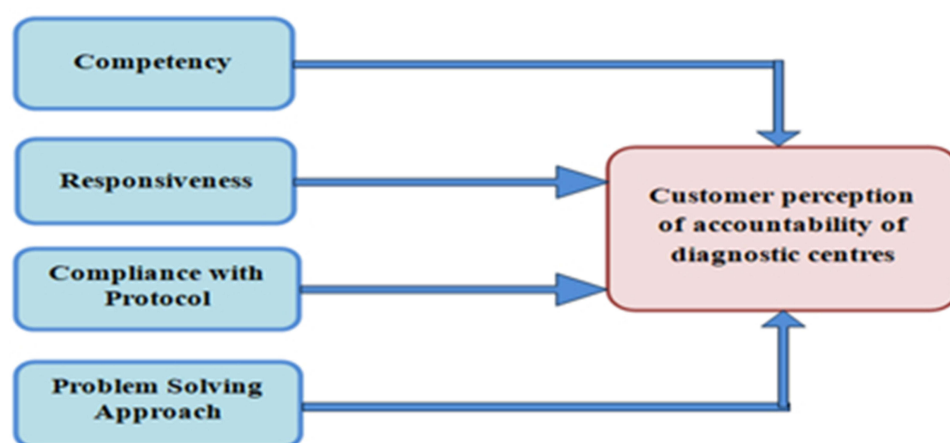 Competency
Responsiveness
Compliance with
Protocol
Problem Solving
Approach
Customer perception
of accountability of
diagnostic centres